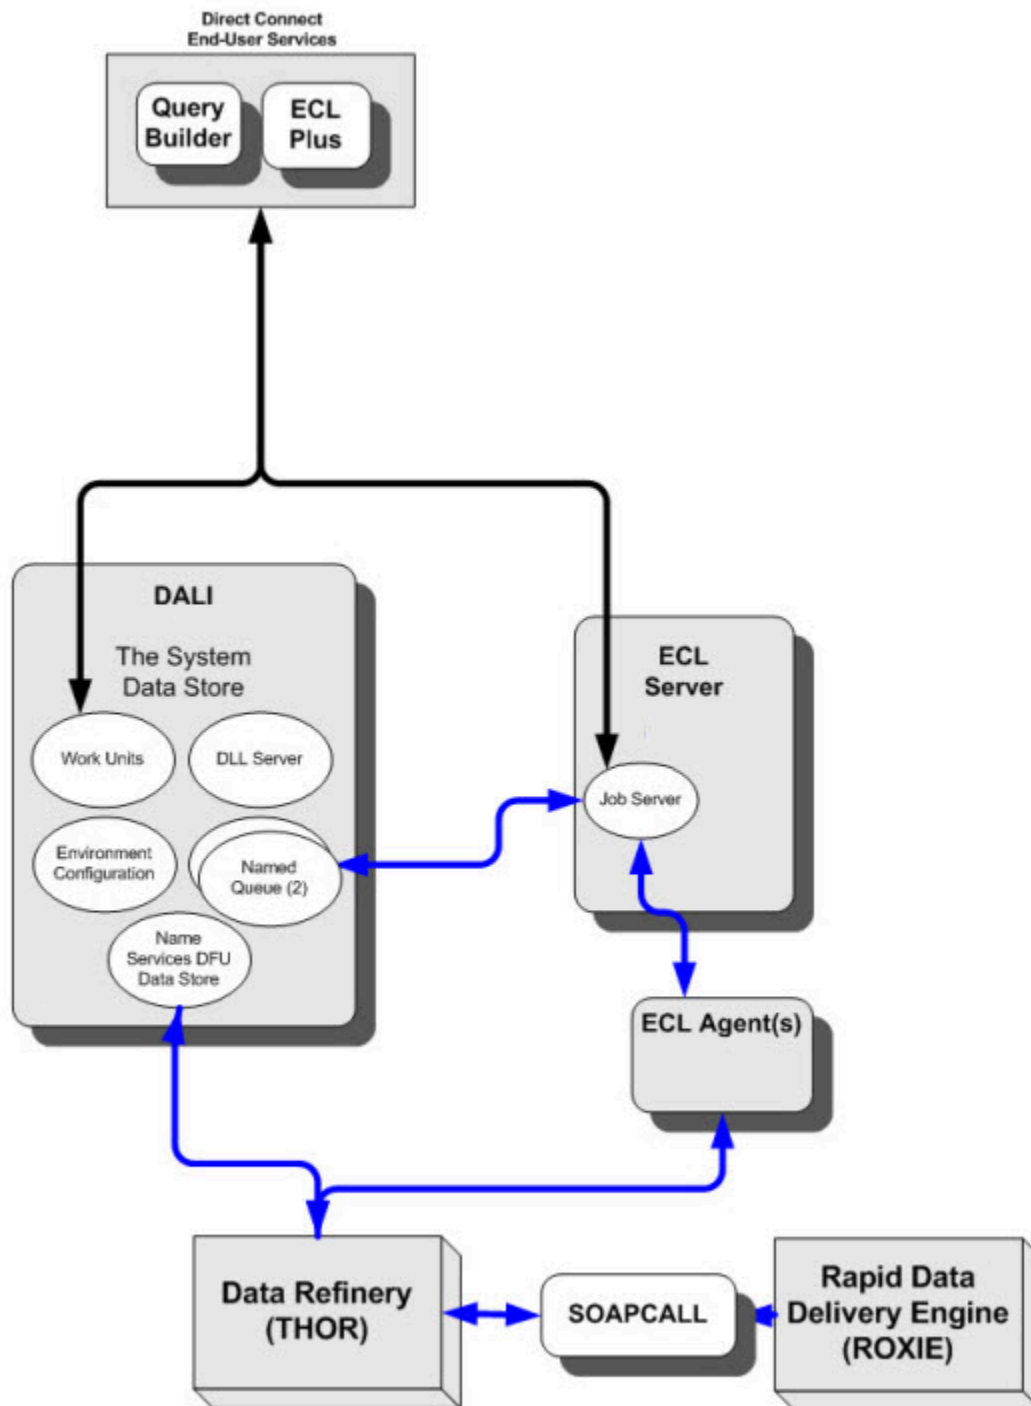 Direct Connect
End-User Services
Query
Builder
ECL
Plus
DALI
The System
Data Store
Work Units
DLL Server
Environment
Configuration
Named
Queue (2)
Name
Services DFU
Data Store
ECL
Server
Job Server
ECL Agent(s)
Data Refinery
(THOR)
SOAPCALL
Rapid Data
Delivery Engine
(ROXIE)